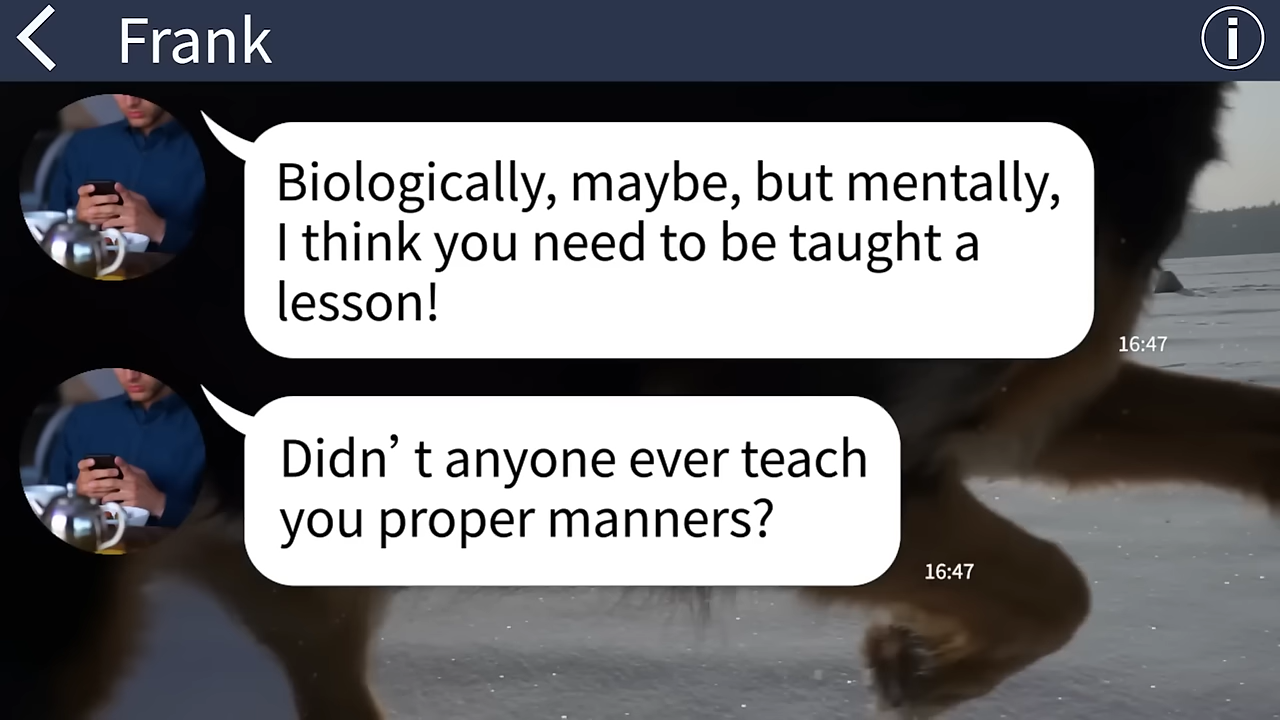 Frank
Biologically, maybe, but mentally,
I think you need to be taught a
lesson!
16:47
Didn’ t anyone ever teach
you proper manners?
16:47